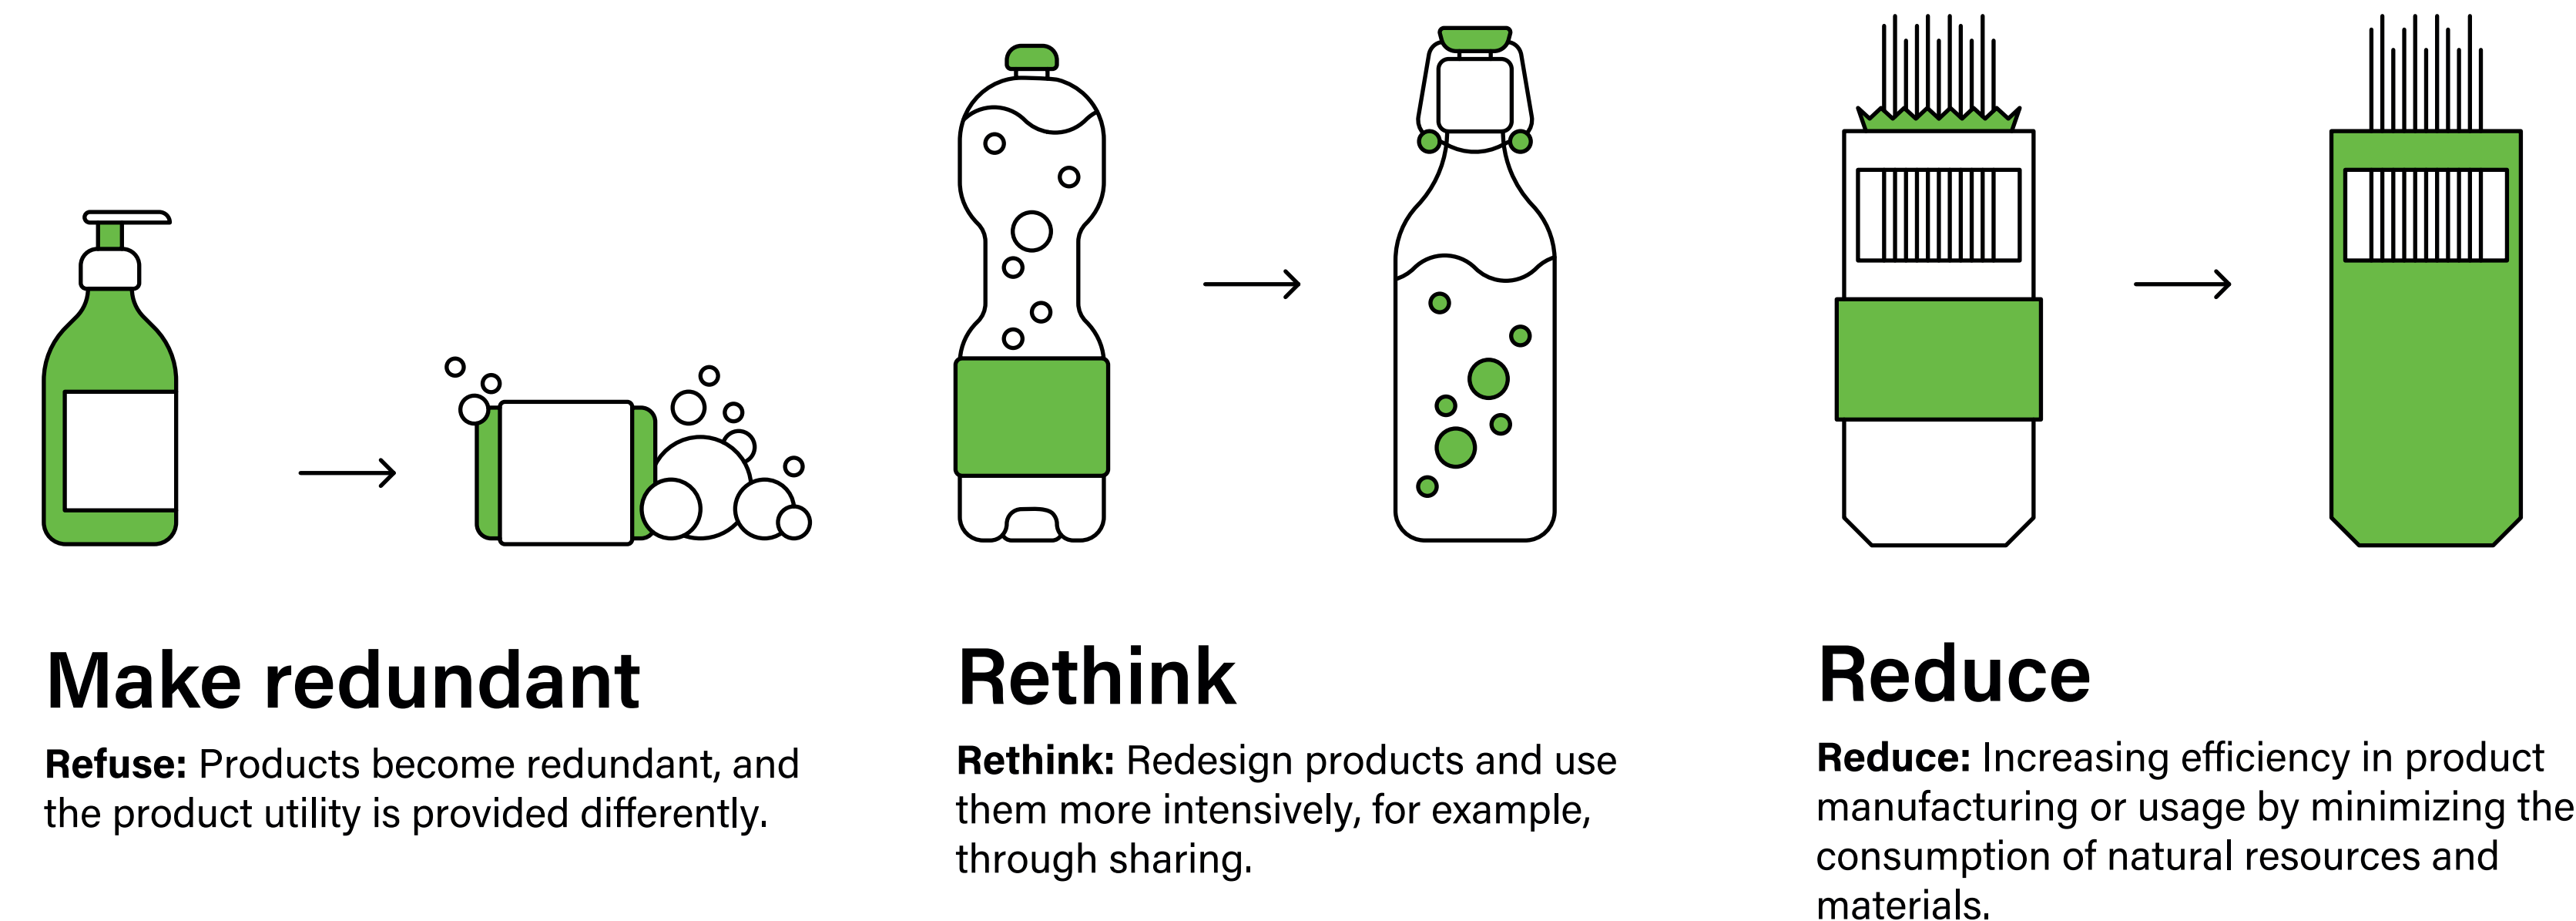 Make redundant
Refuse: Products become redundant, and
the product utility is provided differently.
Rethink
Rethink: Redesign products and use
them more intensively, for example,
through sharing.
Reduce
Reduce: Increasing efficiency in product
manufacturing or usage by minimizing the
consumption of natural resources and
materials.